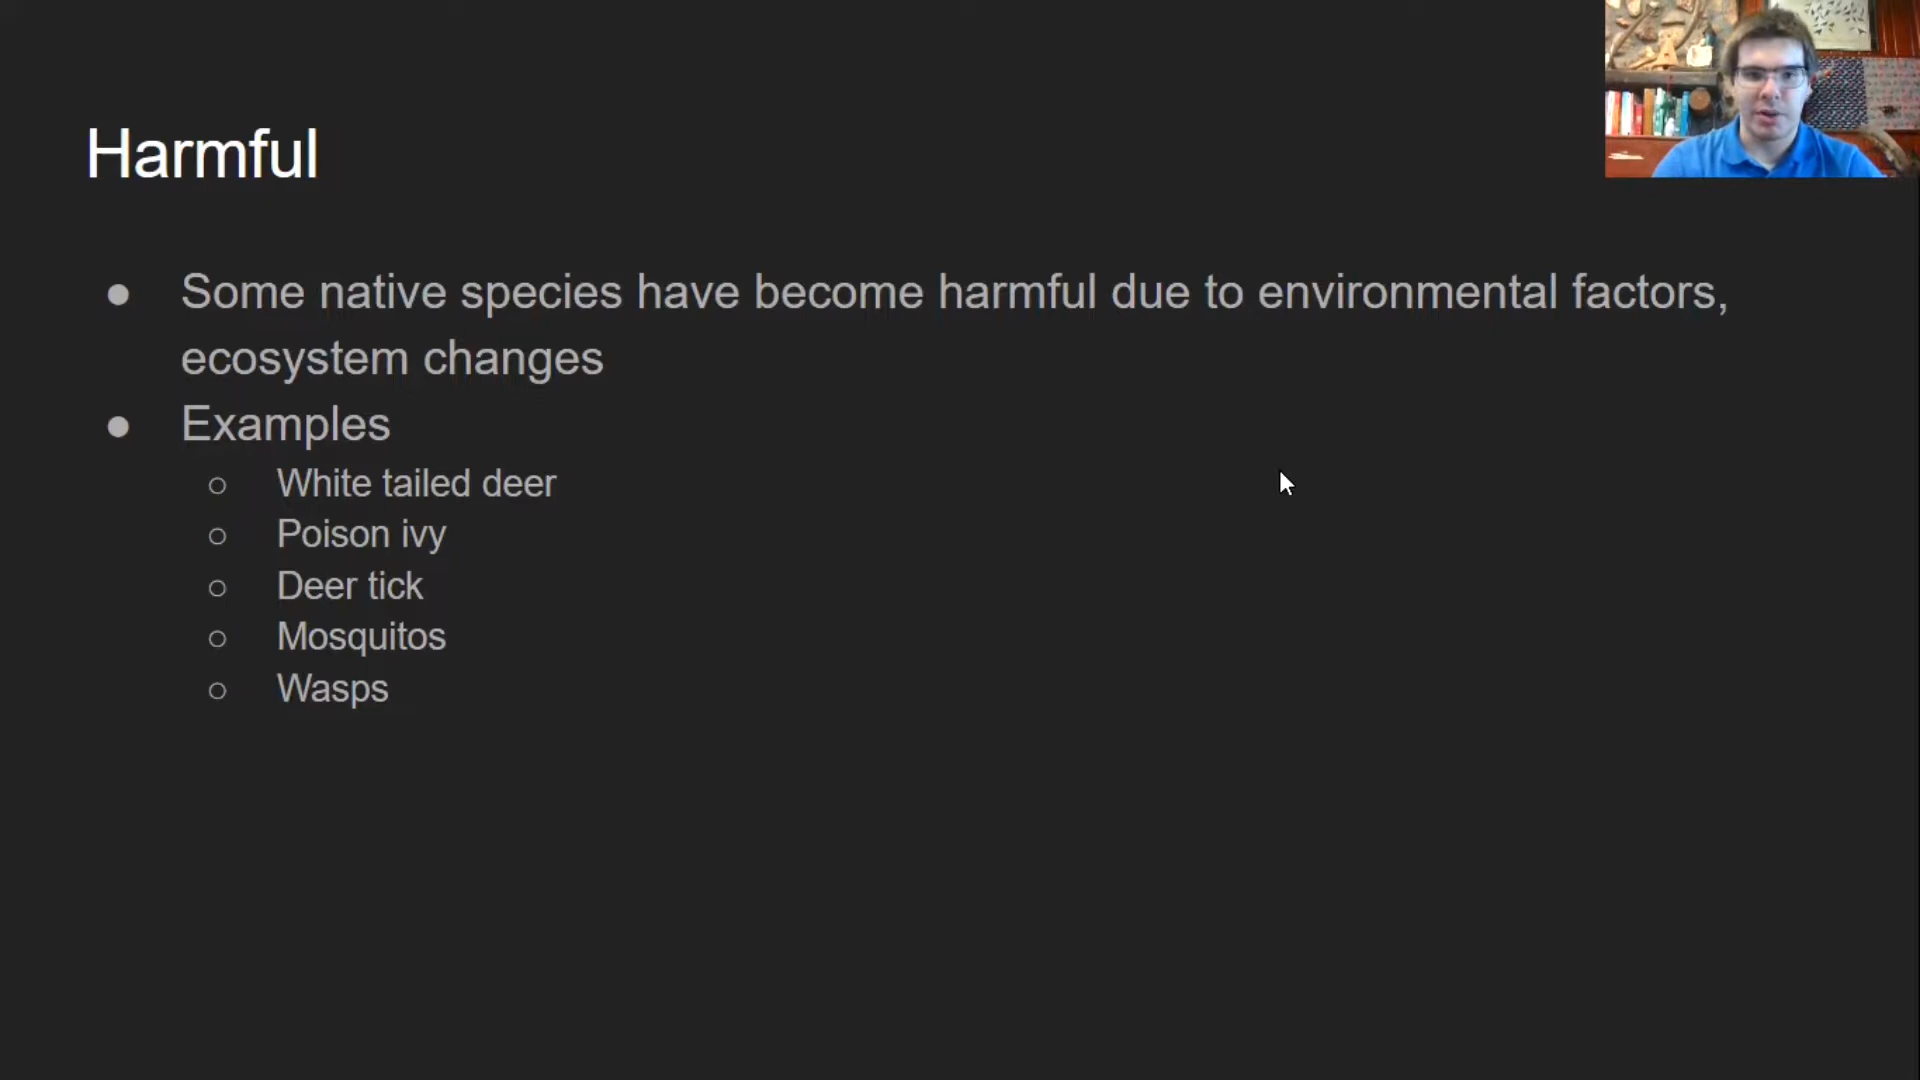 Harmful
● Some native species have become harmful due to environmental factors,
ecosystem changes
● Examples
○ White tailed deer
○ Poison ivy
○ Deer tick
○ Mosquitos
○ Wasps